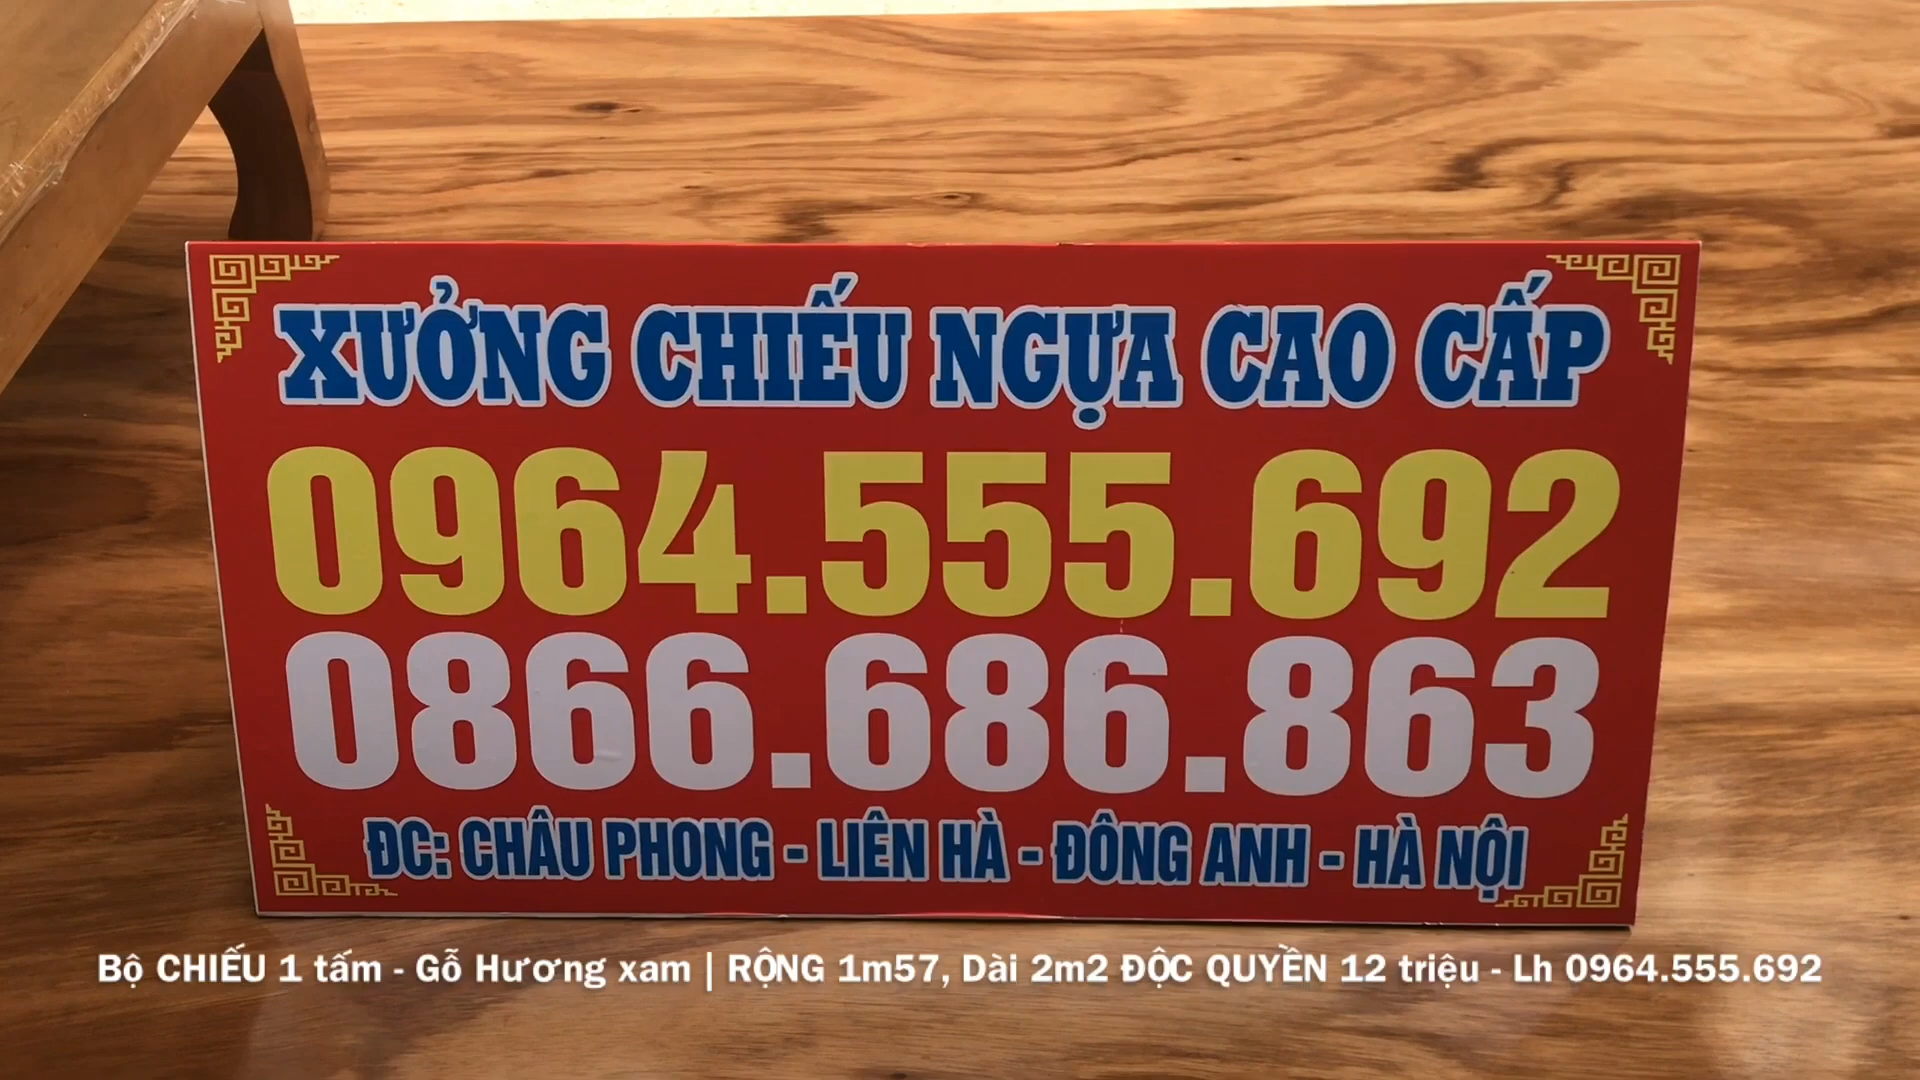 XƯỞNG CHIẾU NGỰA CAO CẤP
0964.555.692
0866.686.863
ĐC: CHÂU PHONG - LIÊN HÀ - ĐÔNG ANH - HÀ NỘI
Bộ CHIẾU 1 tấm - Gỗ Hương xam | RỘNG 1m57, Dài 2m2 ĐỘC QUYỀN 12 triệu - Lh 0964.555.692